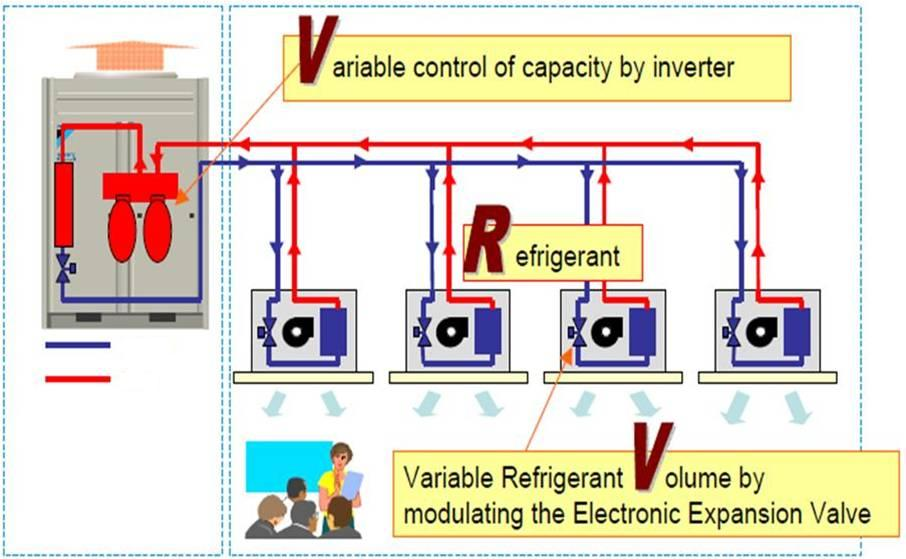 Variable control of capacity by inverter
Refrigerant
Variable Refrigerant Volume by
modulating the Electronic Expansion Valve